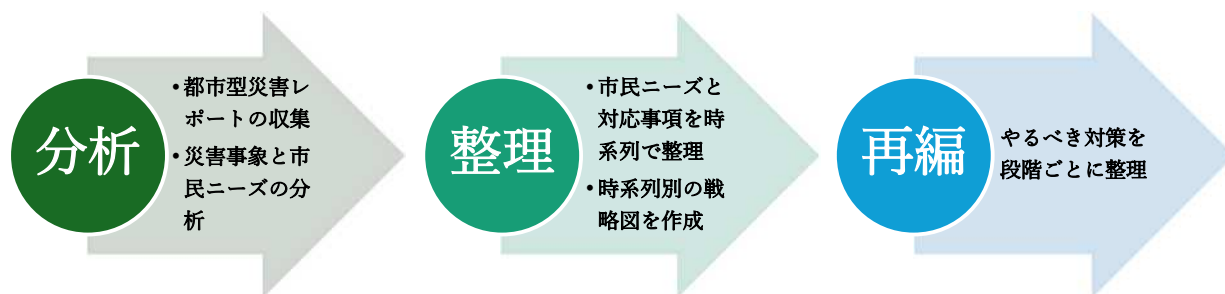 分析
・都市型災害レ
ポートの収集
・災害事象と市
民ニーズの分
析
整理
・市民ニーズと
対応事項を時
系列で整理
・時系列別の戦
略図を作成
再編
やるべき対策を
段階ごとに整理